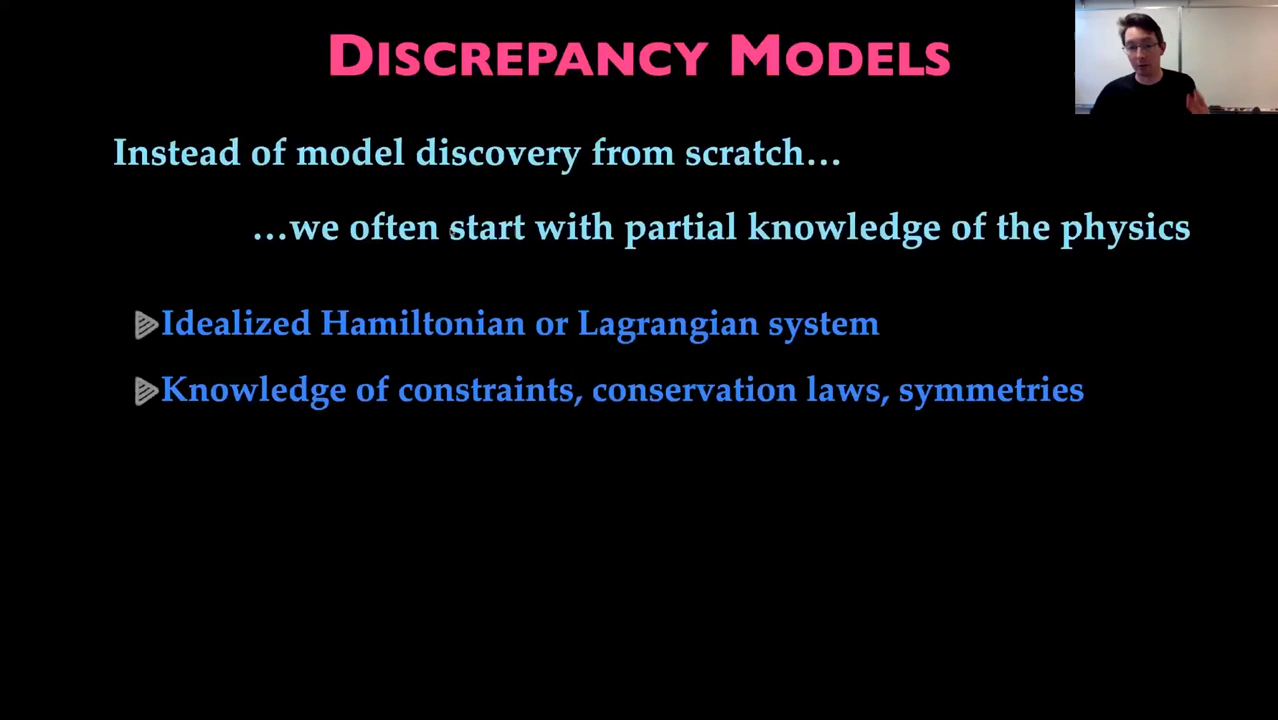 DISCREPANCY MODELS
Instead of model discovery from scratch…
…we often start with partial knowledge of the physics
Idealized Hamiltonian or Lagrangian system
Knowledge of constraints, conservation laws, symmetries